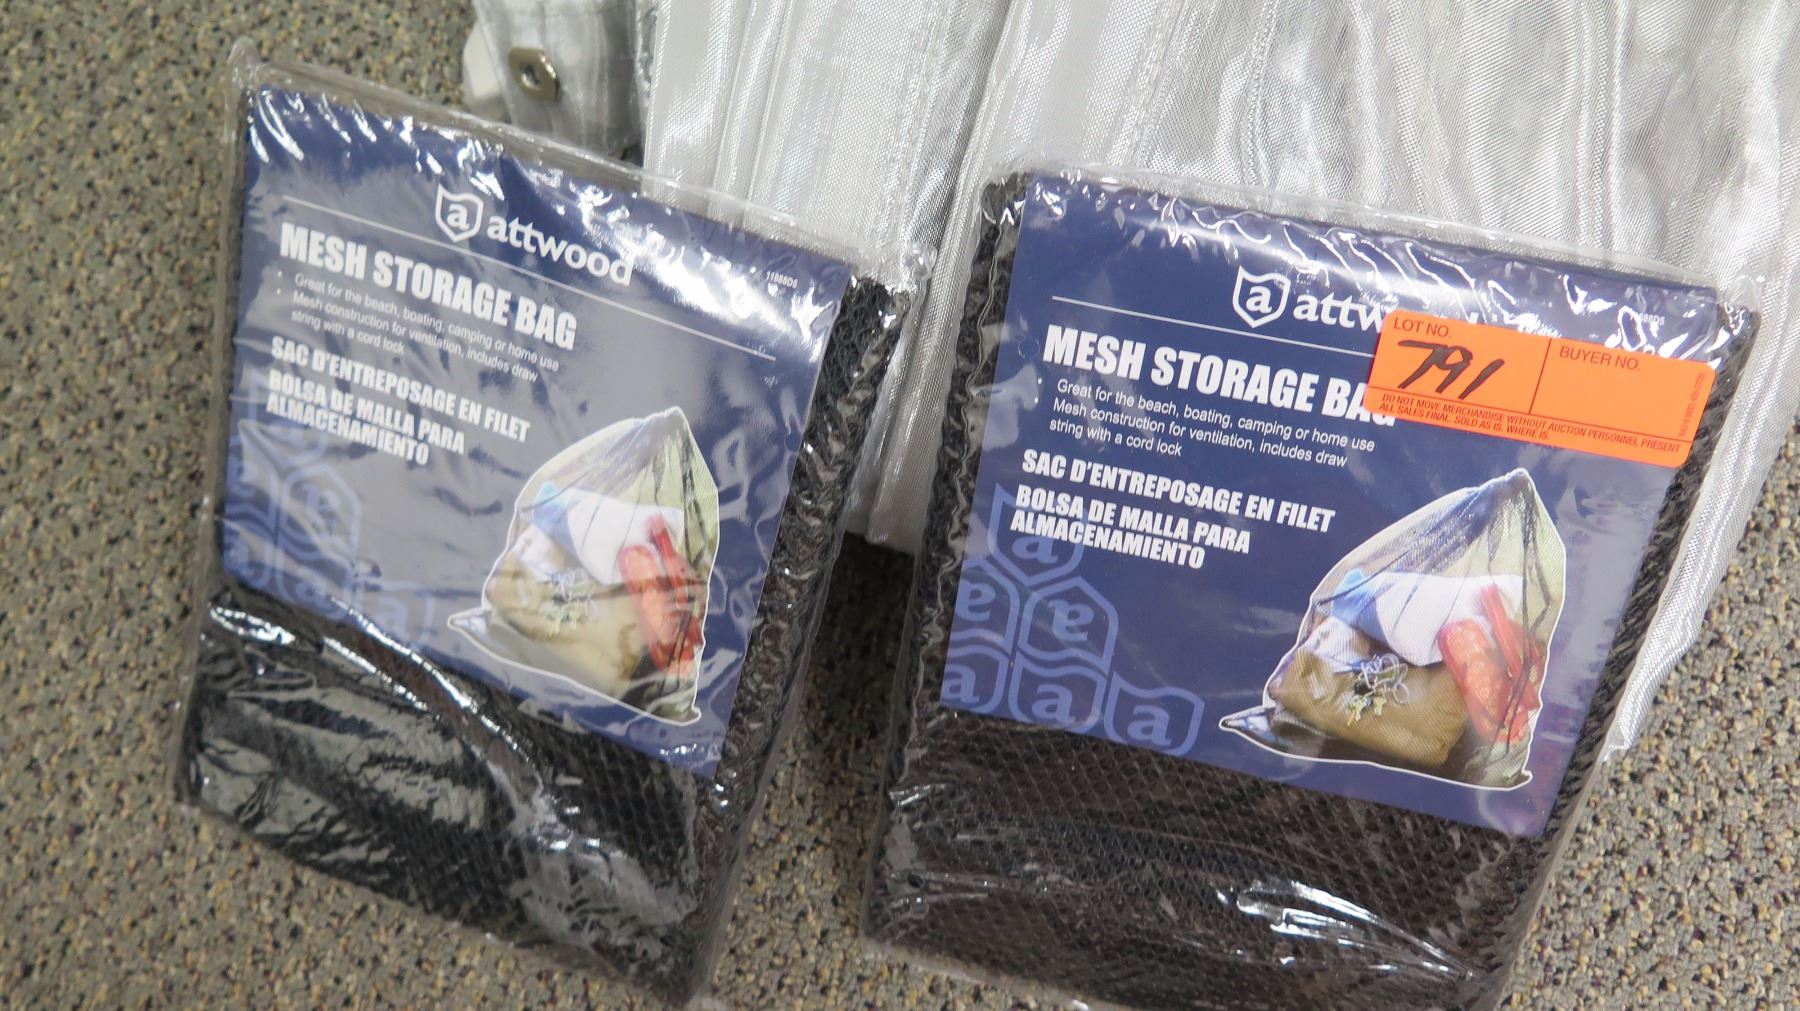 attwood
11888D6
MESH STORAGE BAG
• Great for the beach, boating, camping or home use
• Mesh construction for ventilation, includes draw
string with a cord lock
SAC D'ENTREPOSAGE EN FILET
BOLSA DE MALLA PARA
ALMACENAMIENTO
attw
MESH STORAGE BAG
• Great for the beach, boating, camping or home use
Mesh construction for ventilation, includes draw
string with a cord lock
SAC D'ENTREPOSAGE EN FILET
BOLSA DE MALLA PARA
ALMACENAMIENTO
LOT NO.
791
BUYER NO.
DO NOT MOVE MERCHANDISE WITHOUT AUCTION PERSONNEL PRESENT
ALL SALES FINAL. SOLD AS IS. WHERE IS.